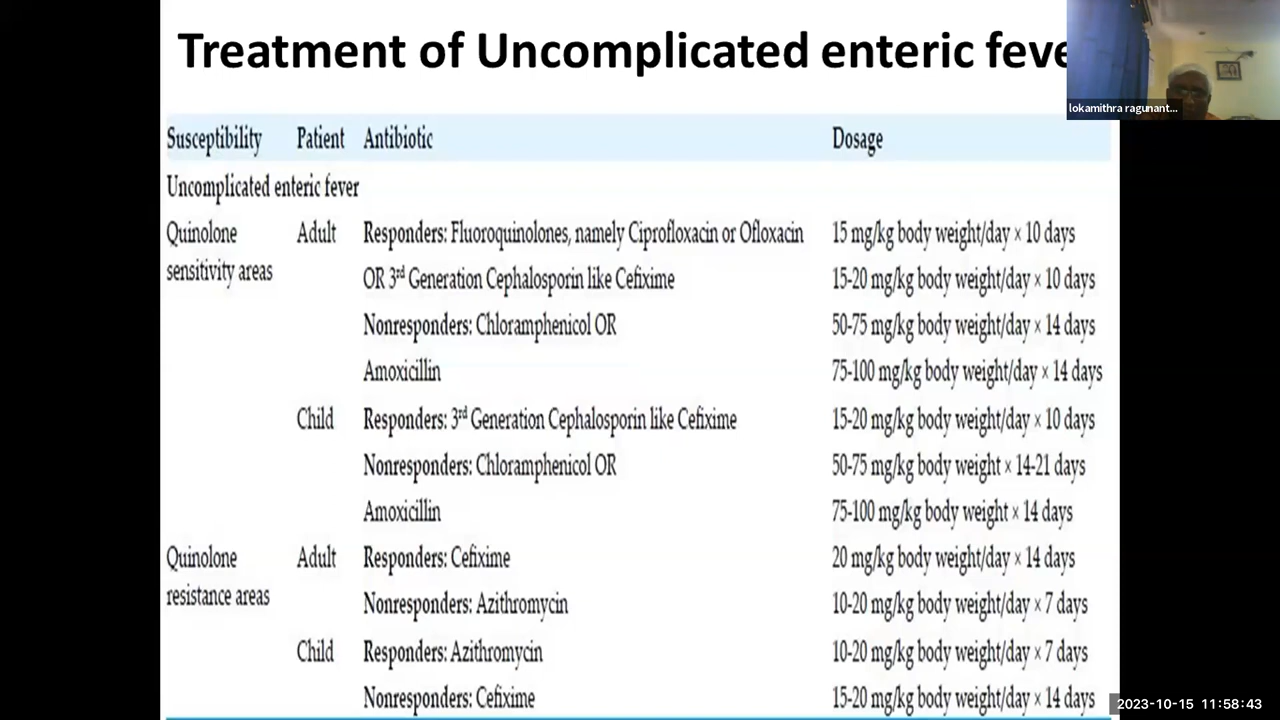 Treatment of Uncomplicated enteric feve
lokamithra ragunant...
Susceptibility Patient Antibiotic Dosage
Uncomplicated enteric fever
Quinolone Adult Responders: Fluoroquinolones, namely Ciprofloxacin or Ofloxacin 15 mg/kg body weight/day × 10 days
sensitivity areas OR 3rd Generation Cephalosporin like Cefixime 15-20 mg/kg body weight/day × 10 days
Nonresponders: Chloramphenicol OR 50-75 mg/kg body weight/day × 14 days
Amoxicillin 75-100 mg/kg body weight/day × 14 days
Child Responders: 3rd Generation Cephalosporin like Cefixime 15-20 mg/kg body weight/day × 10 days
Nonresponders: Chloramphenicol OR 50-75 mg/kg body weight × 14-21 days
Amoxicillin 75-100 mg/kg body weight × 14 days
Quinolone Adult Responders: Cefixime 20 mg/kg body weight/day × 14 days
resistance areas Nonresponders: Azithromycin 10-20 mg/kg body weight/day × 7 days
Child Responders: Azithromycin 10-20 mg/kg body weight/day × 7 days
Nonresponders: Cefixime 15-20 mg/kg body weight/day × 14 days
2023-10-15 11:58:43